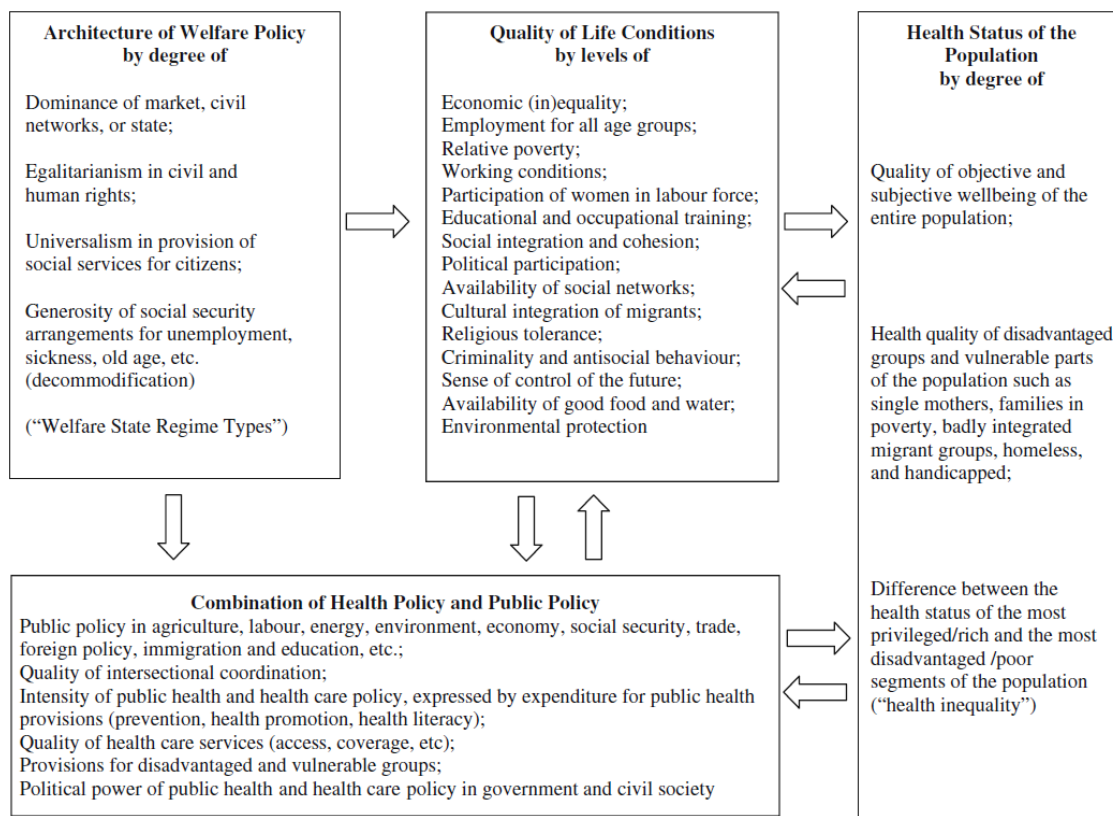 Architecture of Welfare Policy
by degree of
Dominance of market, civil
networks, or state;
Egalitarianism in civil and
human rights;
Universalism in provision of
social services for citizens;
Generosity of social security
arrangements for unemployment,
sickness, old age, etc.
(decommodification)
(“Welfare State Regime Types”)
Quality of Life Conditions
by levels of
Economic (in)equality;
Employment for all age groups;
Relative poverty;
Working conditions;
Participation of women in labour force;
Educational and occupational training;
Social integration and cohesion;
Political participation;
Availability of social networks;
Cultural integration of migrants;
Religious tolerance;
Criminality and antisocial behaviour;
Sense of control of the future;
Availability of good food and water;
Environmental protection
Health Status of the
Population
by degree of
Quality of objective and
subjective wellbeing of the
entire population;
Health quality of disadvantaged
groups and vulnerable parts
of the population such as
single mothers, families in
poverty, badly integrated
migrant groups, homeless,
and handicapped;
Difference between the
health status of the most
privileged/rich and the most
disadvantaged /poor
segments of the population
(“health inequality”)
Combination of Health Policy and Public Policy
Public policy in agriculture, labour, energy, environment, economy, social security, trade,
foreign policy, immigration and education, etc.;
Quality of intersectional coordination;
Intensity of public health and health care policy, expressed by expenditure for public health
provisions (prevention, health promotion, health literacy);
Quality of health care services (access, coverage, etc);
Provisions for disadvantaged and vulnerable groups;
Political power of public health and health care policy in government and civil society